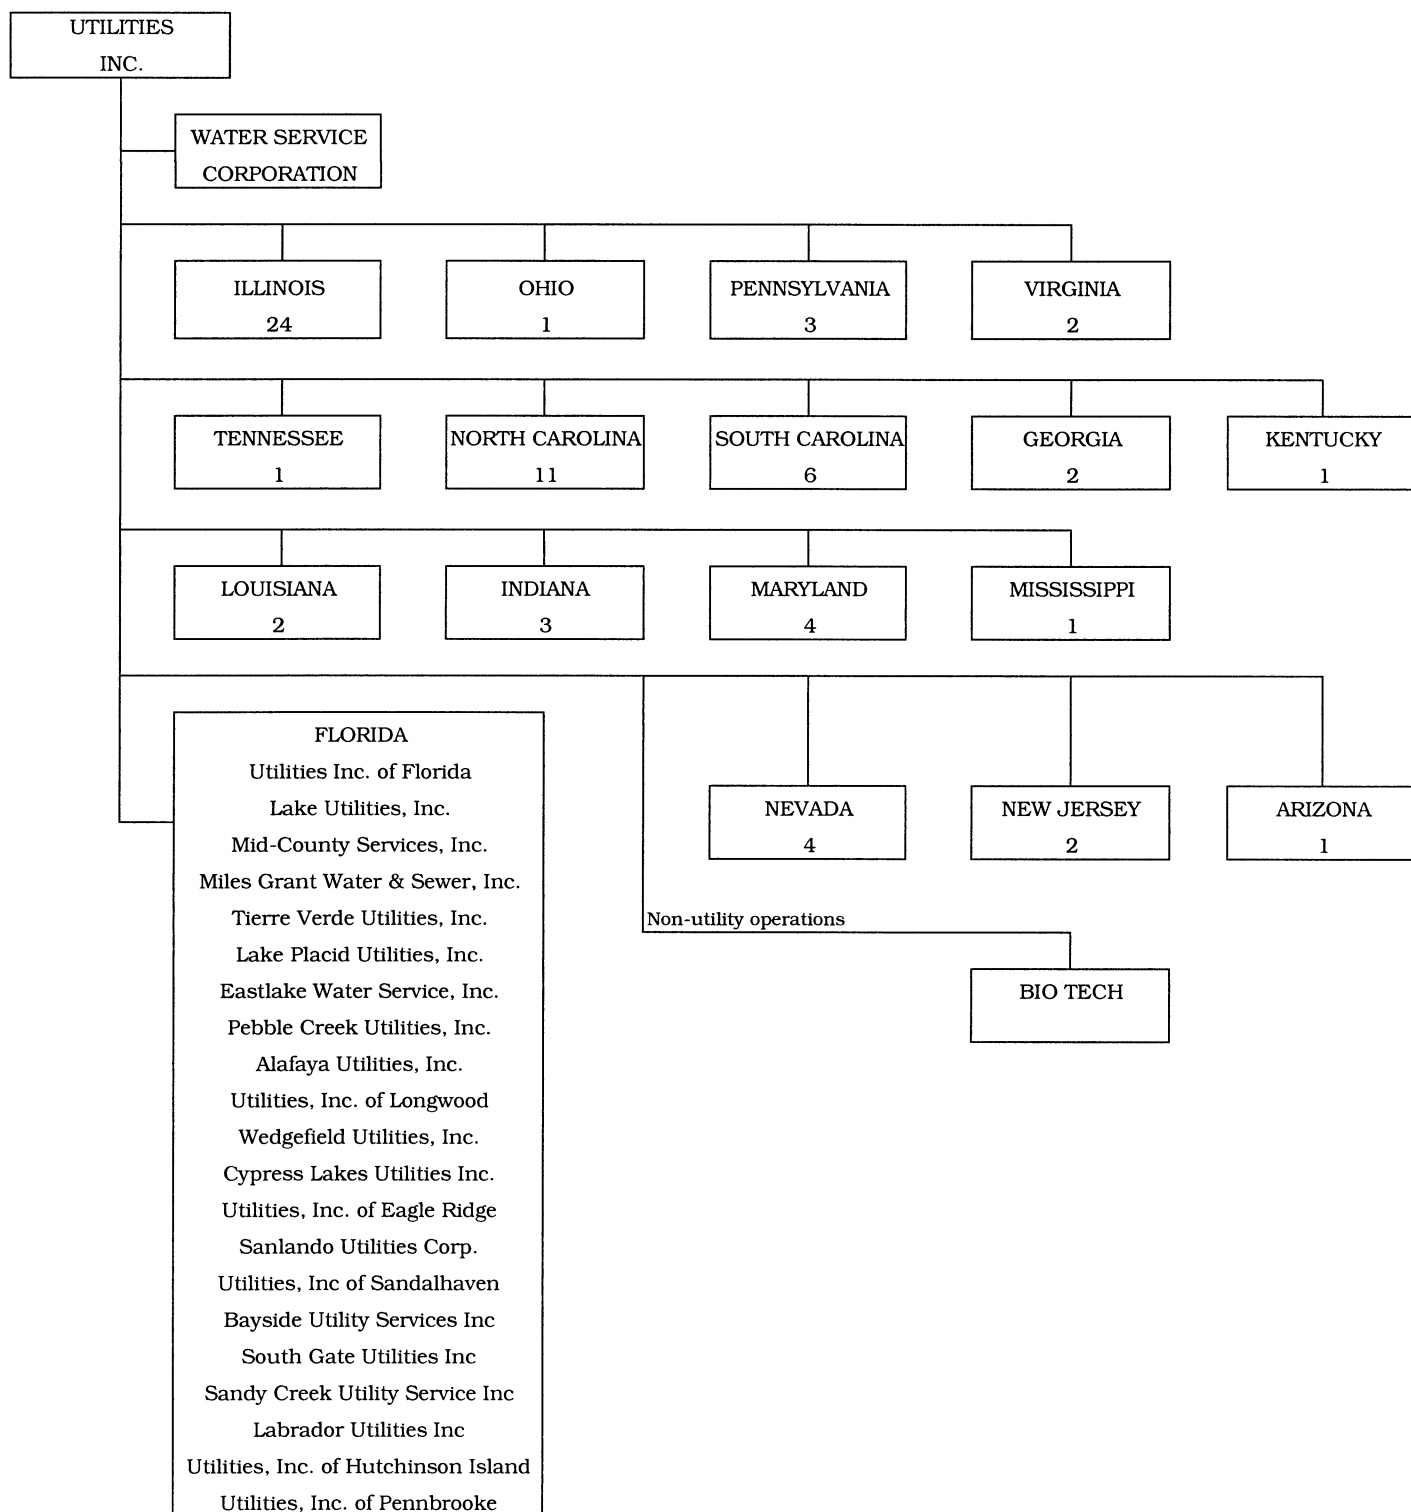 UTILITIES
INC.
WATER SERVICE
CORPORATION
ILLINOIS
24
OHIO
1
PENNSYLVANIA
3
VIRGINIA
2
TENNESSEE
1
NORTH CAROLINA
11
SOUTH CAROLINA
6
GEORGIA
2
KENTUCKY
1
LOUISIANA
2
INDIANA
3
MARYLAND
4
MISSISSIPPI
1
FLORIDA
Utilities Inc. of Florida
Lake Utilities, Inc.
Mid-County Services, Inc.
Miles Grant Water & Sewer, Inc.
Tierre Verde Utilities, Inc.
Lake Placid Utilities, Inc.
Eastlake Water Service, Inc.
Pebble Creek Utilities, Inc.
Alafaya Utilities, Inc.
Utilities, Inc. of Longwood
Wedgefield Utilities, Inc.
Cypress Lakes Utilities Inc.
Utilities, Inc. of Eagle Ridge
Sanlando Utilities Corp.
Utilities, Inc of Sandalhaven
Bayside Utility Services Inc
South Gate Utilities Inc
Sandy Creek Utility Service Inc
Labrador Utilities Inc
Utilities, Inc. of Hutchinson Island
Utilities, Inc. of Pennbrooke
NEVADA
4
NEW JERSEY
2
ARIZONA
1
Non-utility operations
BIO TECH